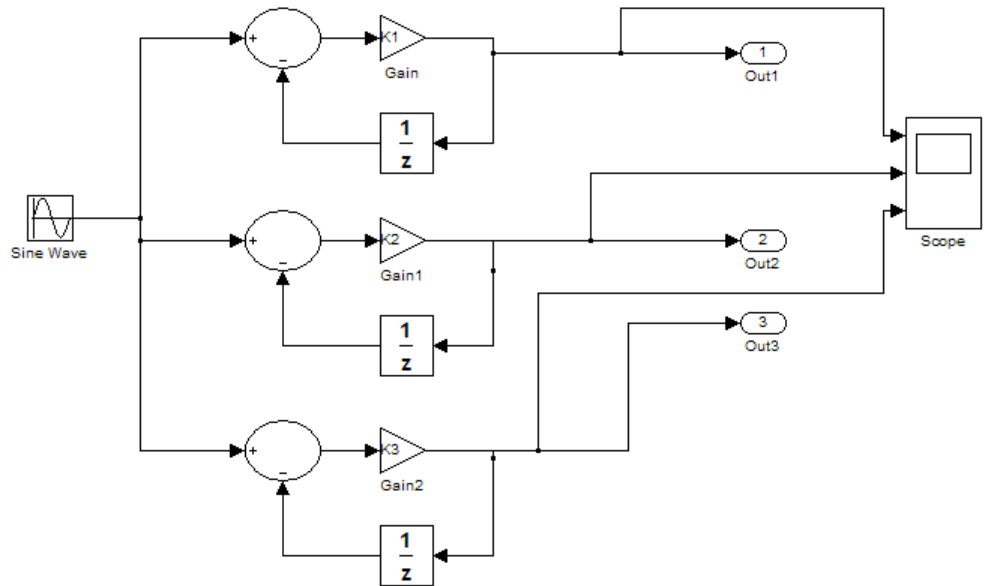 +
−
K1
Gain
1
Out1
1
z
Sine Wave
+
−
K2
Gain1
2
Out2
Scope
1
z
3
Out3
+
−
K3
Gain2
1
z